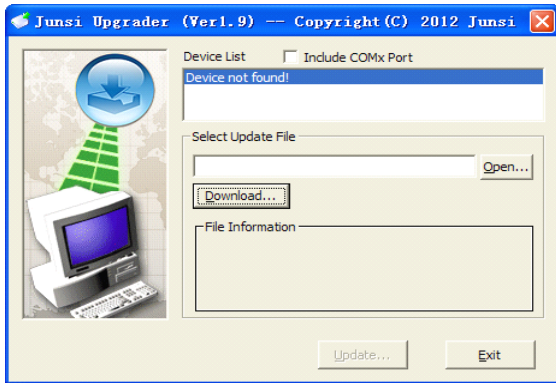 Junsi Upgrader (Ver1.9) -- Copyright(C) 2012 Junsi
Device List
Include COMx Port
Device not found!
Select Update File
Open...
Download...
File Information
Update...
Exit